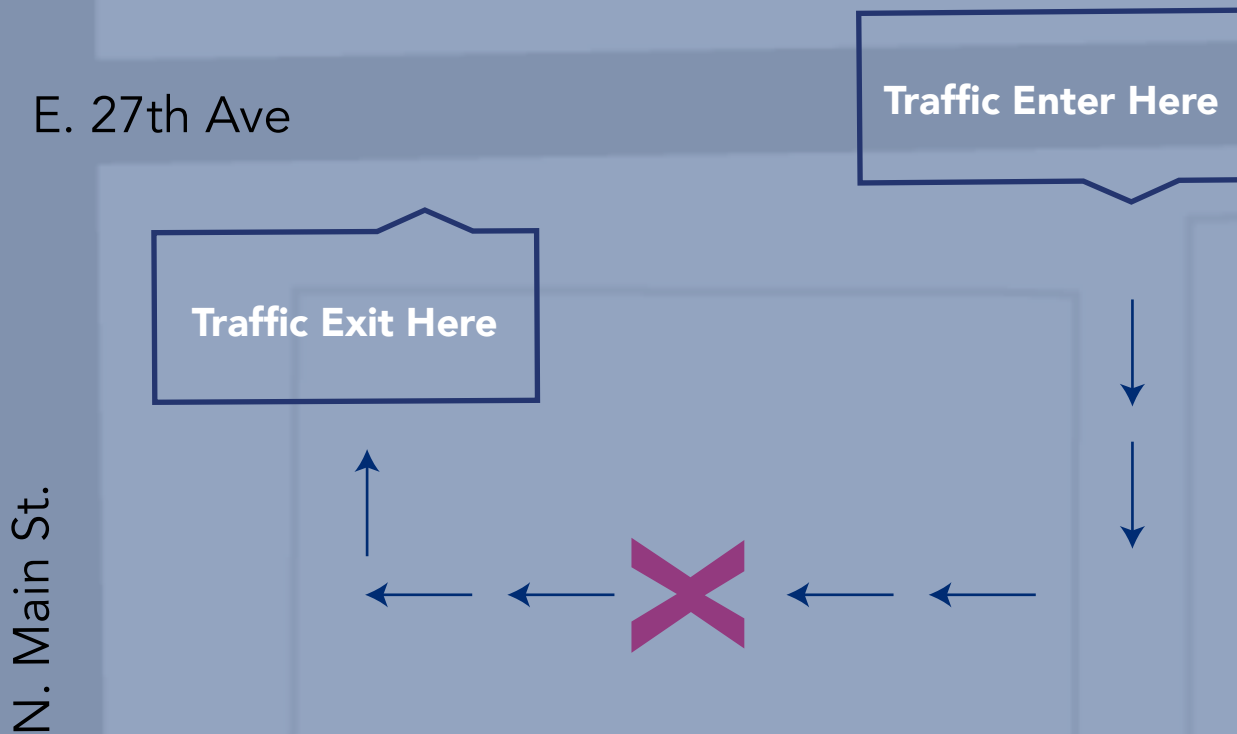 Traffic Enter Here
E. 27th Ave
Traffic Exit Here
N. Main St.